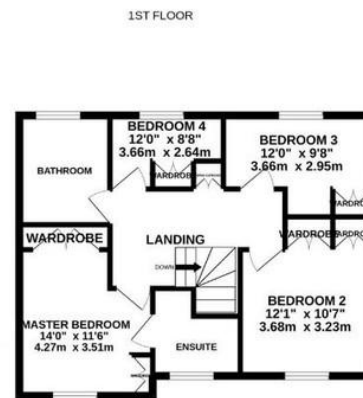 1ST FLOOR
BEDROOM 4
12'0" x 8'8"
3.66m x 2.64m
BEDROOM 3
12'0" x 9'8"
3.66m x 2.95m
BATHROOM
WARDROBE
WARDROBE
LANDING
WARDROBE
DOWN
BEDROOM 2
12'1" x 10'7"
3.68m x 3.23m
MASTER BEDROOM
14'0" x 11'6"
4.27m x 3.51m
ENSUITE